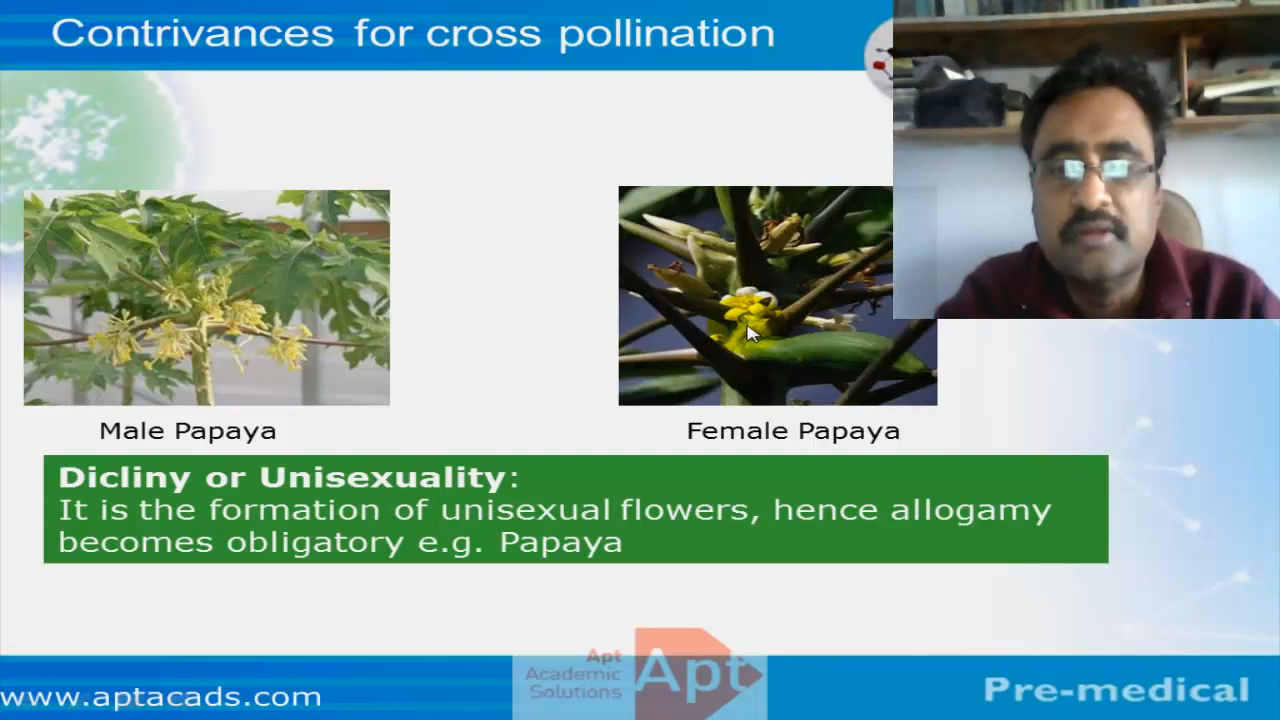 Contrivances for cross pollination
Male Papaya
Female Papaya
Dicliny or Unisexuality:
It is the formation of unisexual flowers, hence allogamy
becomes obligatory e.g. Papaya
Apt
Academic
Solutions
Apt
www.aptacads.com
Pre-medical